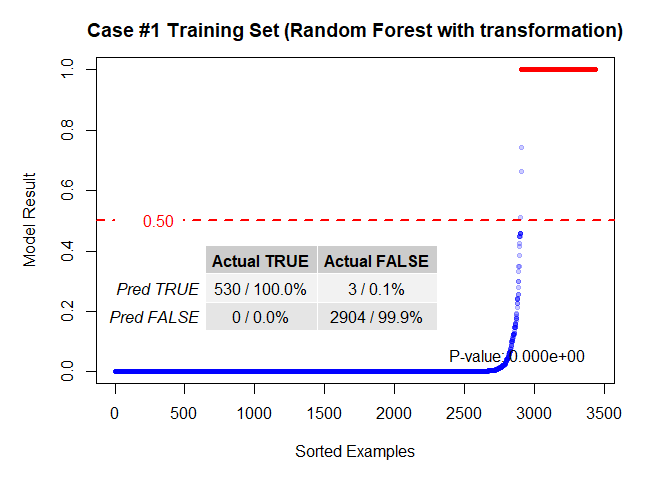 Case #1 Training Set (Random Forest with transformation)
Model Result
1.0
0.8
0.6
0.4
0.2
0.0
0.50
Actual TRUE Actual FALSE
Pred TRUE 530 / 100.0% 3 / 0.1%
Pred FALSE 0 / 0.0% 2904 / 99.9%
P-value: 0.000e+00
0 500 1000 1500 2000 2500 3000 3500
Sorted Examples